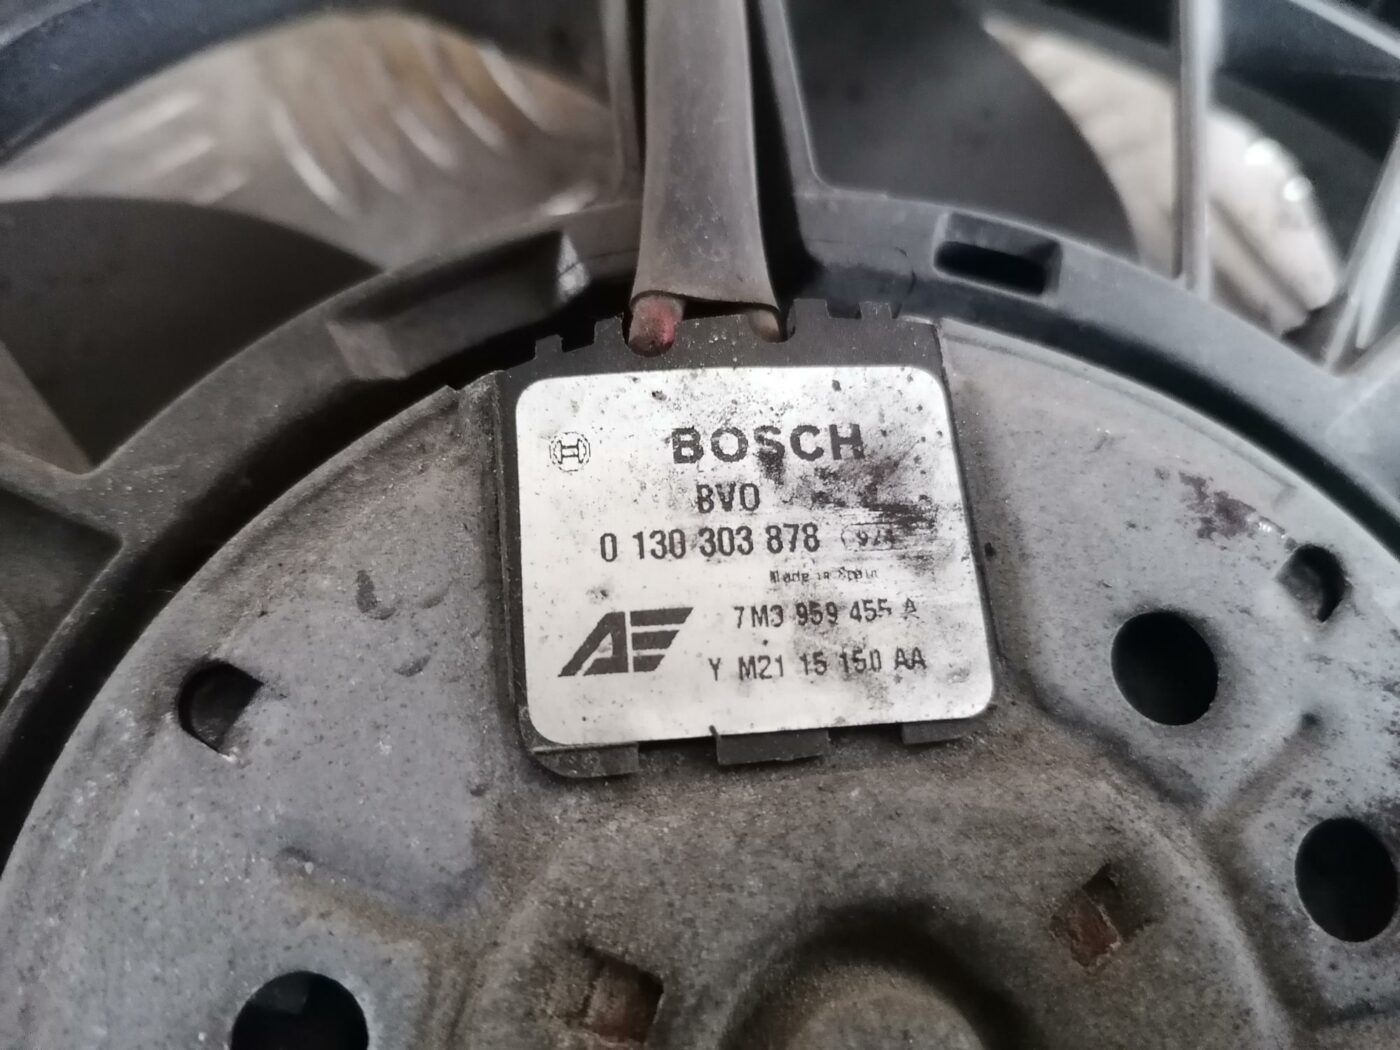 BOSCH
BVO
0 130 303 878
Made in Spain
7M3 959 455 A
Y M21 15 150 AA